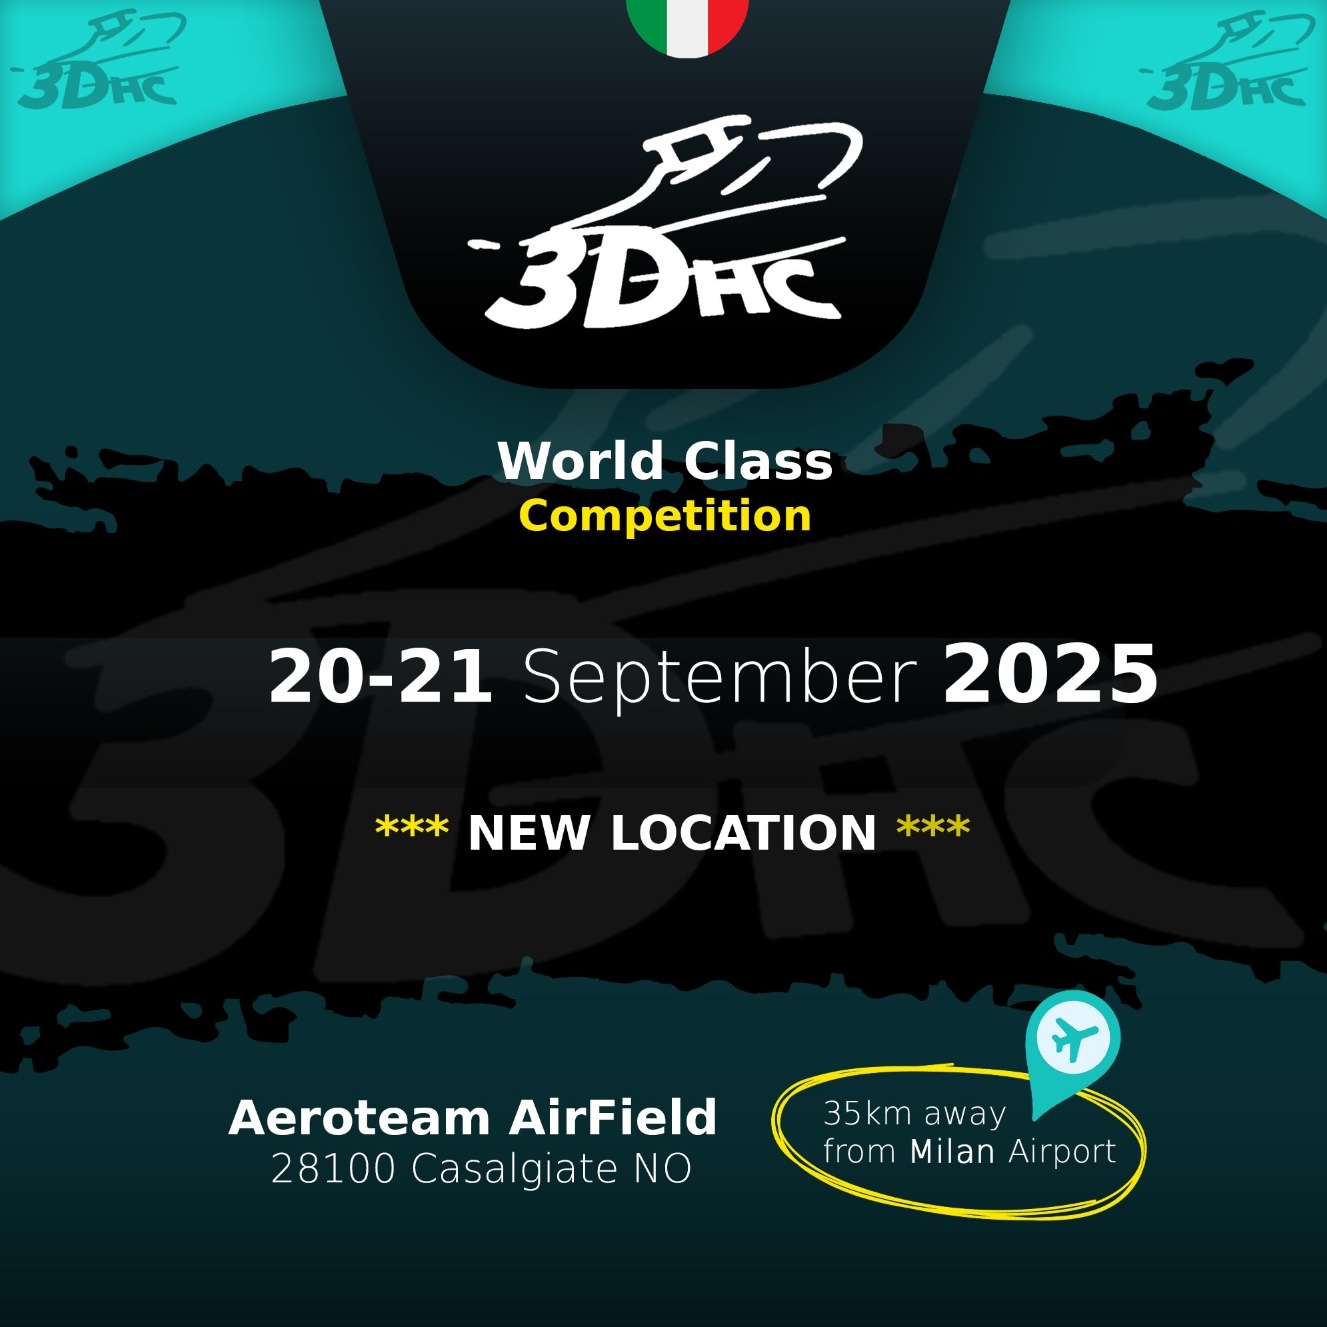 3DHC
3DHC
3DHC
World Class
Competition
20-21 September 2025
*** NEW LOCATION ***
Aeroteam AirField
28100 Casalgiate NO
35km away
from Milan Airport
3DHC